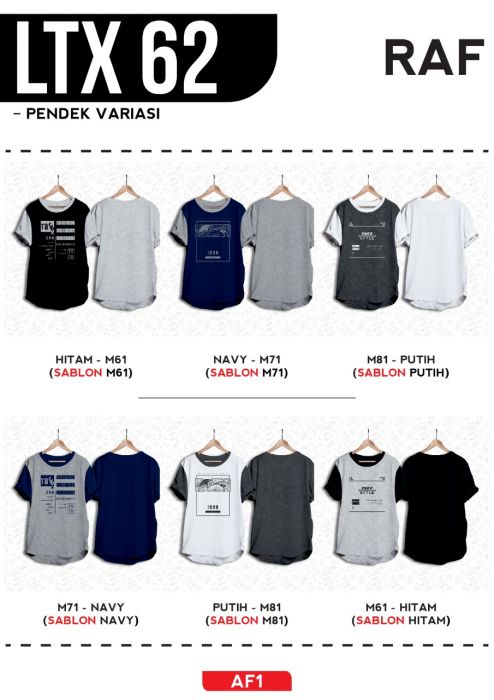 LTX 62
RAF
– PENDEK VARIASI
HITAM - M61
(SABLON M61)
NAVY - M71
(SABLON M71)
M81 - PUTIH
(SABLON PUTIH)
M71 - NAVY
(SABLON NAVY)
PUTIH - M81
(SABLON M81)
M61 - HITAM
(SABLON HITAM)
AF1